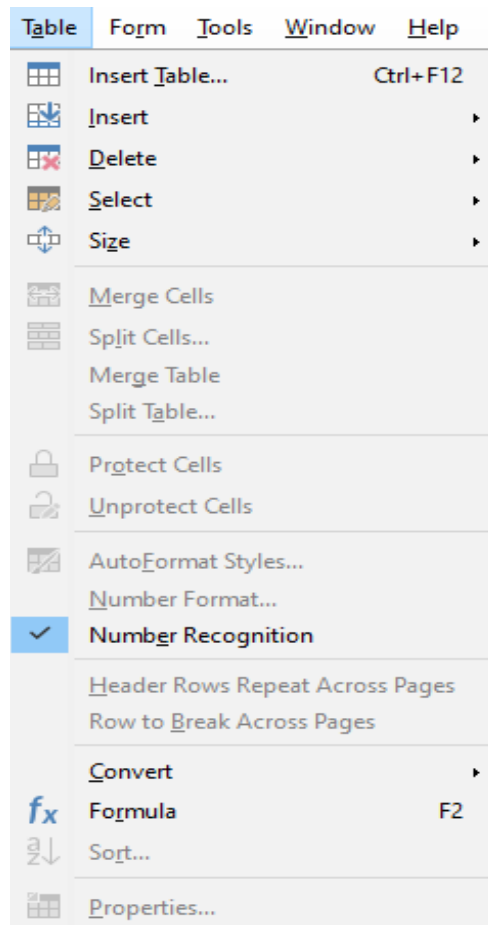 Table Form Tools Window Help
Insert Table... Ctrl+F12
Insert
Delete
Select
Size
Merge Cells
Split Cells...
Merge Table
Split Table...
Protect Cells
Unprotect Cells
AutoFormat Styles...
Number Format...
Number Recognition
Header Rows Repeat Across Pages
Row to Break Across Pages
Convert
fx Formula F2
Sort...
Properties...